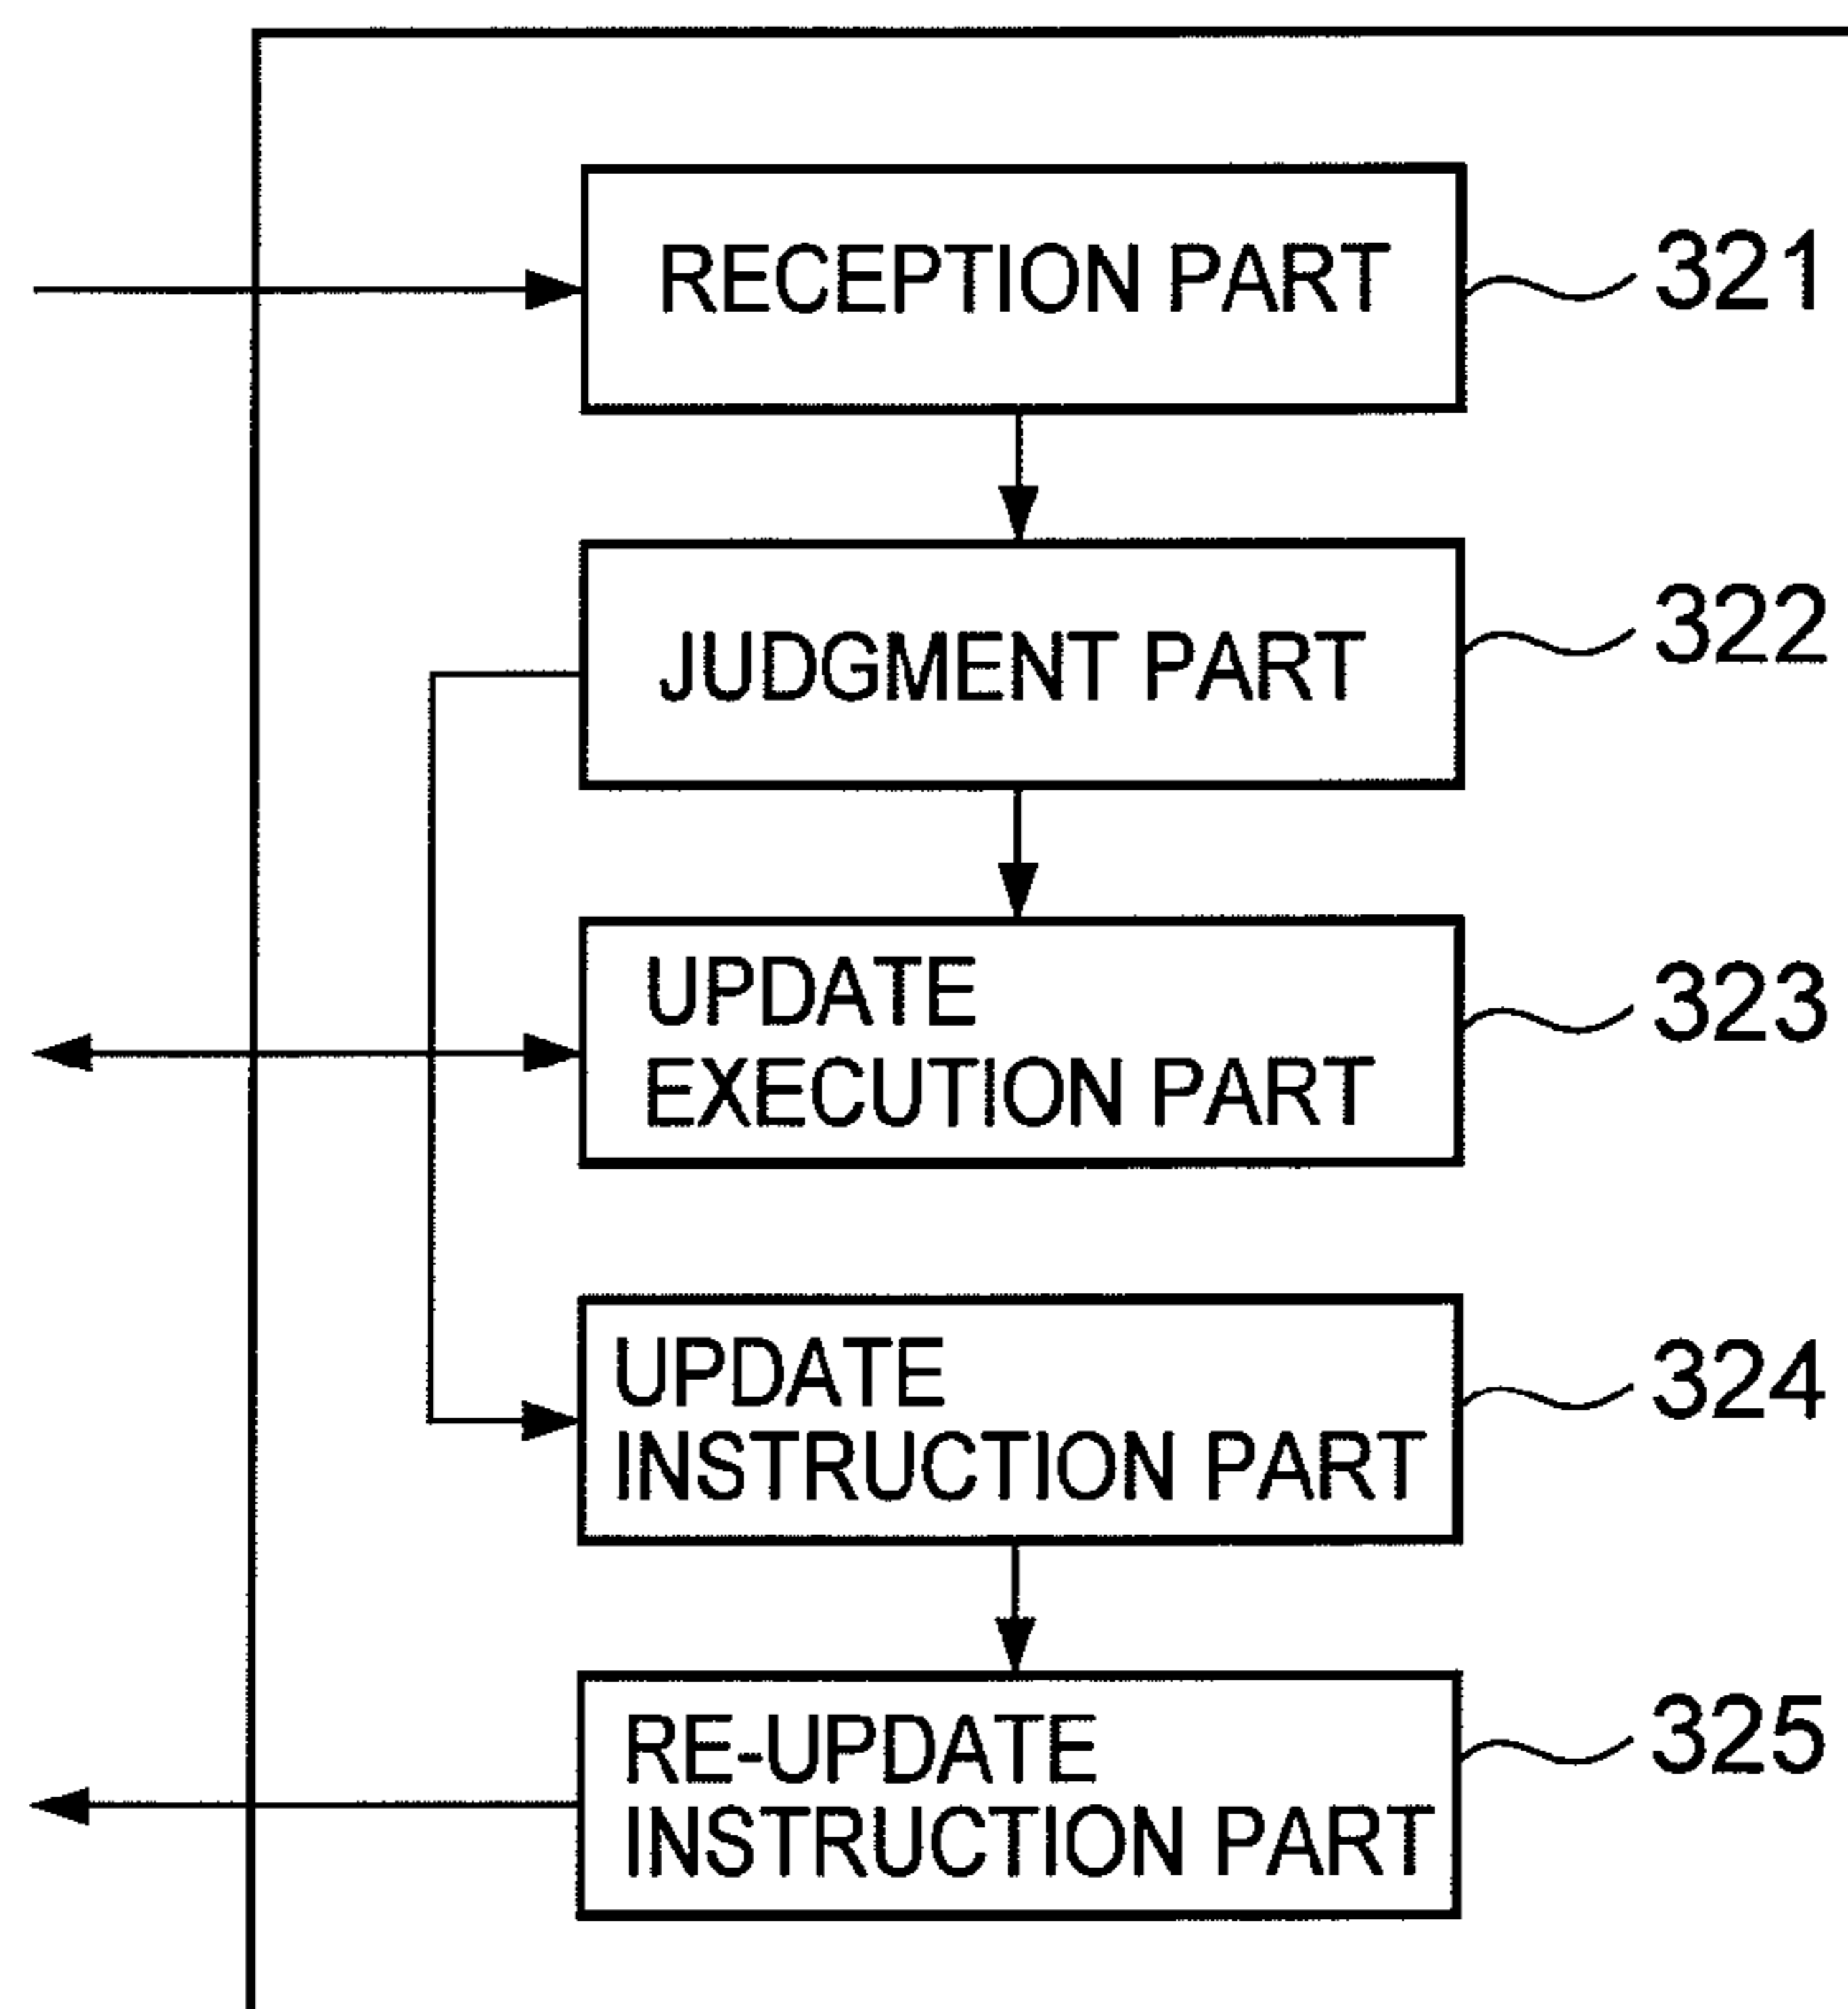 RECEPTION PART
321
JUDGMENT PART
322
UPDATE
EXECUTION PART
323
UPDATE
INSTRUCTION PART
324
RE-UPDATE
INSTRUCTION PART
325